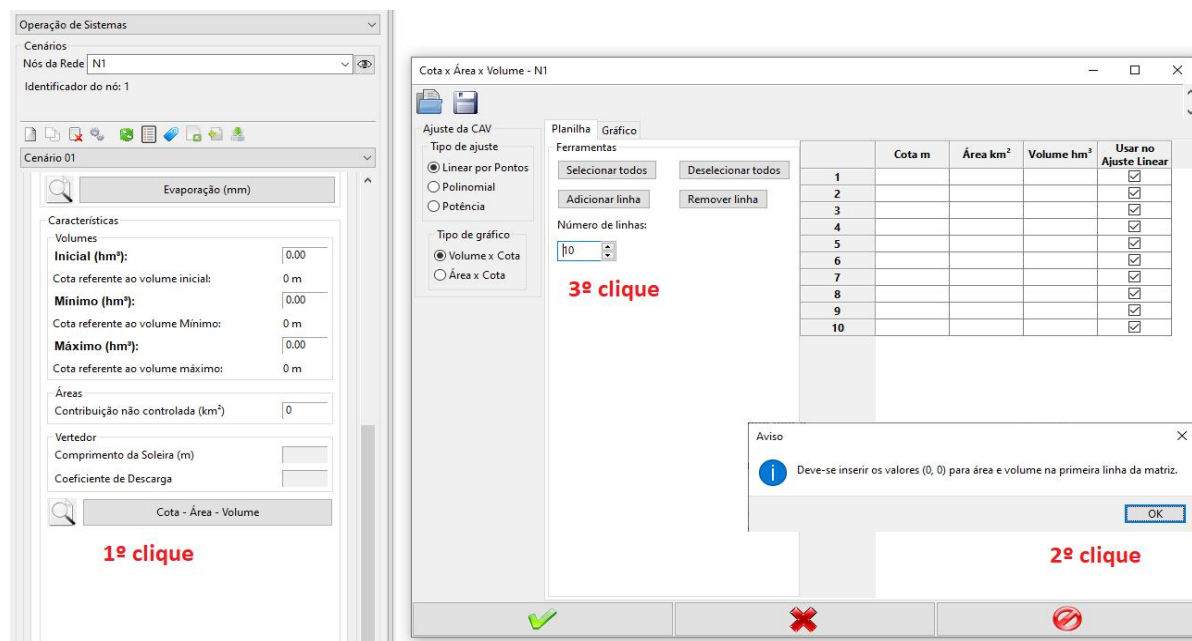 Operação de Sistemas
Cenários
Nós da Rede N1
Identificador do nó: 1
Cenário 01
Evaporação (mm)
Características
Volumes
Inicial (hm³): 0.00
Cota referente ao volume inicial: 0 m
Mínimo (hm³): 0.00
Cota referente ao volume Mínimo: 0 m
Máximo (hm³): 0.00
Cota referente ao volume máximo: 0 m
Áreas
Contribuição não controlada (km²) 0
Vertedor
Comprimento da Soleira (m)
Coeficiente de Descarga
Cota - Área - Volume
1º clique
Cota x Área x Volume - N1
Ajuste da CAV
Tipo de ajuste
Linear por Pontos
Polinomial
Potência
Tipo de gráfico
Volume x Cota
Área x Cota
Planilha Gráfico
Ferramentas
Selecionar todos Deselecionar todos
Adicionar linha Remover linha
Número de linhas:
10
3º clique
Cota m Área km² Volume hm³ Usar no Ajuste Linear
1
2
3
4
5
6
7
8
9
10
Aviso
Deve-se inserir os valores (0, 0) para área e volume na primeira linha da matriz.
OK
2º clique